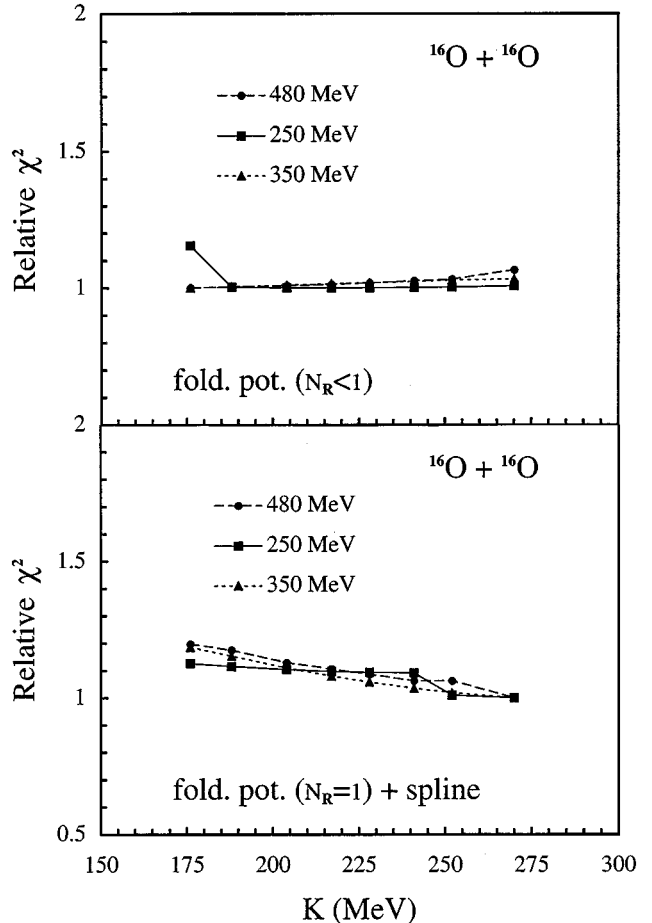 2
¹⁶O + ¹⁶O
480 MeV
250 MeV
350 MeV
1.5
Relative χ²
1
fold. pot. (N_R<1)
2
¹⁶O + ¹⁶O
480 MeV
250 MeV
350 MeV
1.5
Relative χ²
1
fold. pot. (N_R=1) + spline
0.5
150 175 200 225 250 275 300
K (MeV)